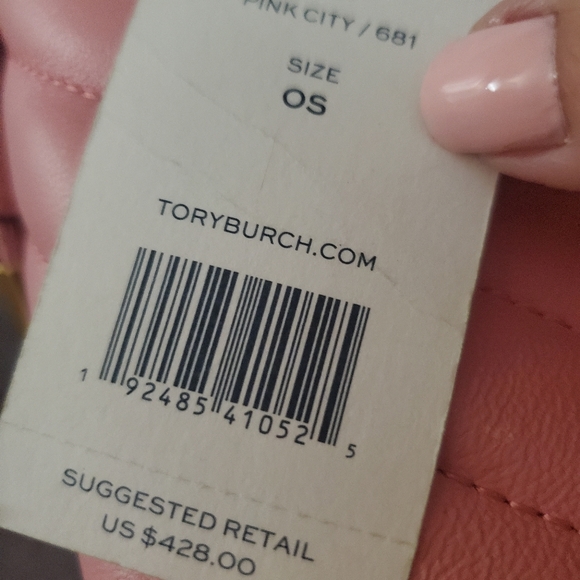 PINK CITY / 681
SIZE
OS
TORYBURCH.COM
1 92485 41052 5
SUGGESTED RETAIL
US $428.00